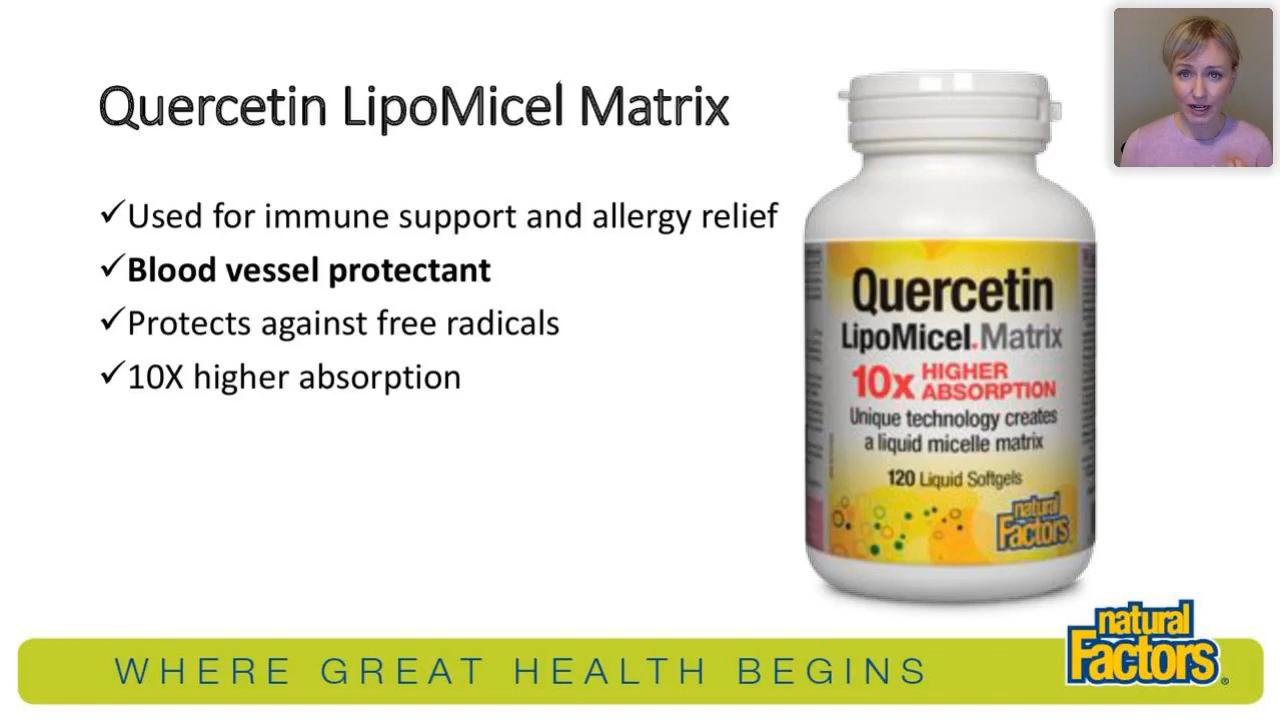 Quercetin LipoMicel Matrix
✓Used for immune support and allergy relief
✓Blood vessel protectant
✓Protects against free radicals
✓10X higher absorption
Quercetin
LipoMicel.Matrix
10x HIGHER
ABSORPTION
Unique technology creates
a liquid micelle matrix
120 Liquid Softgels
natural
Factors
WHERE GREAT HEALTH BEGINS
natural
Factors®